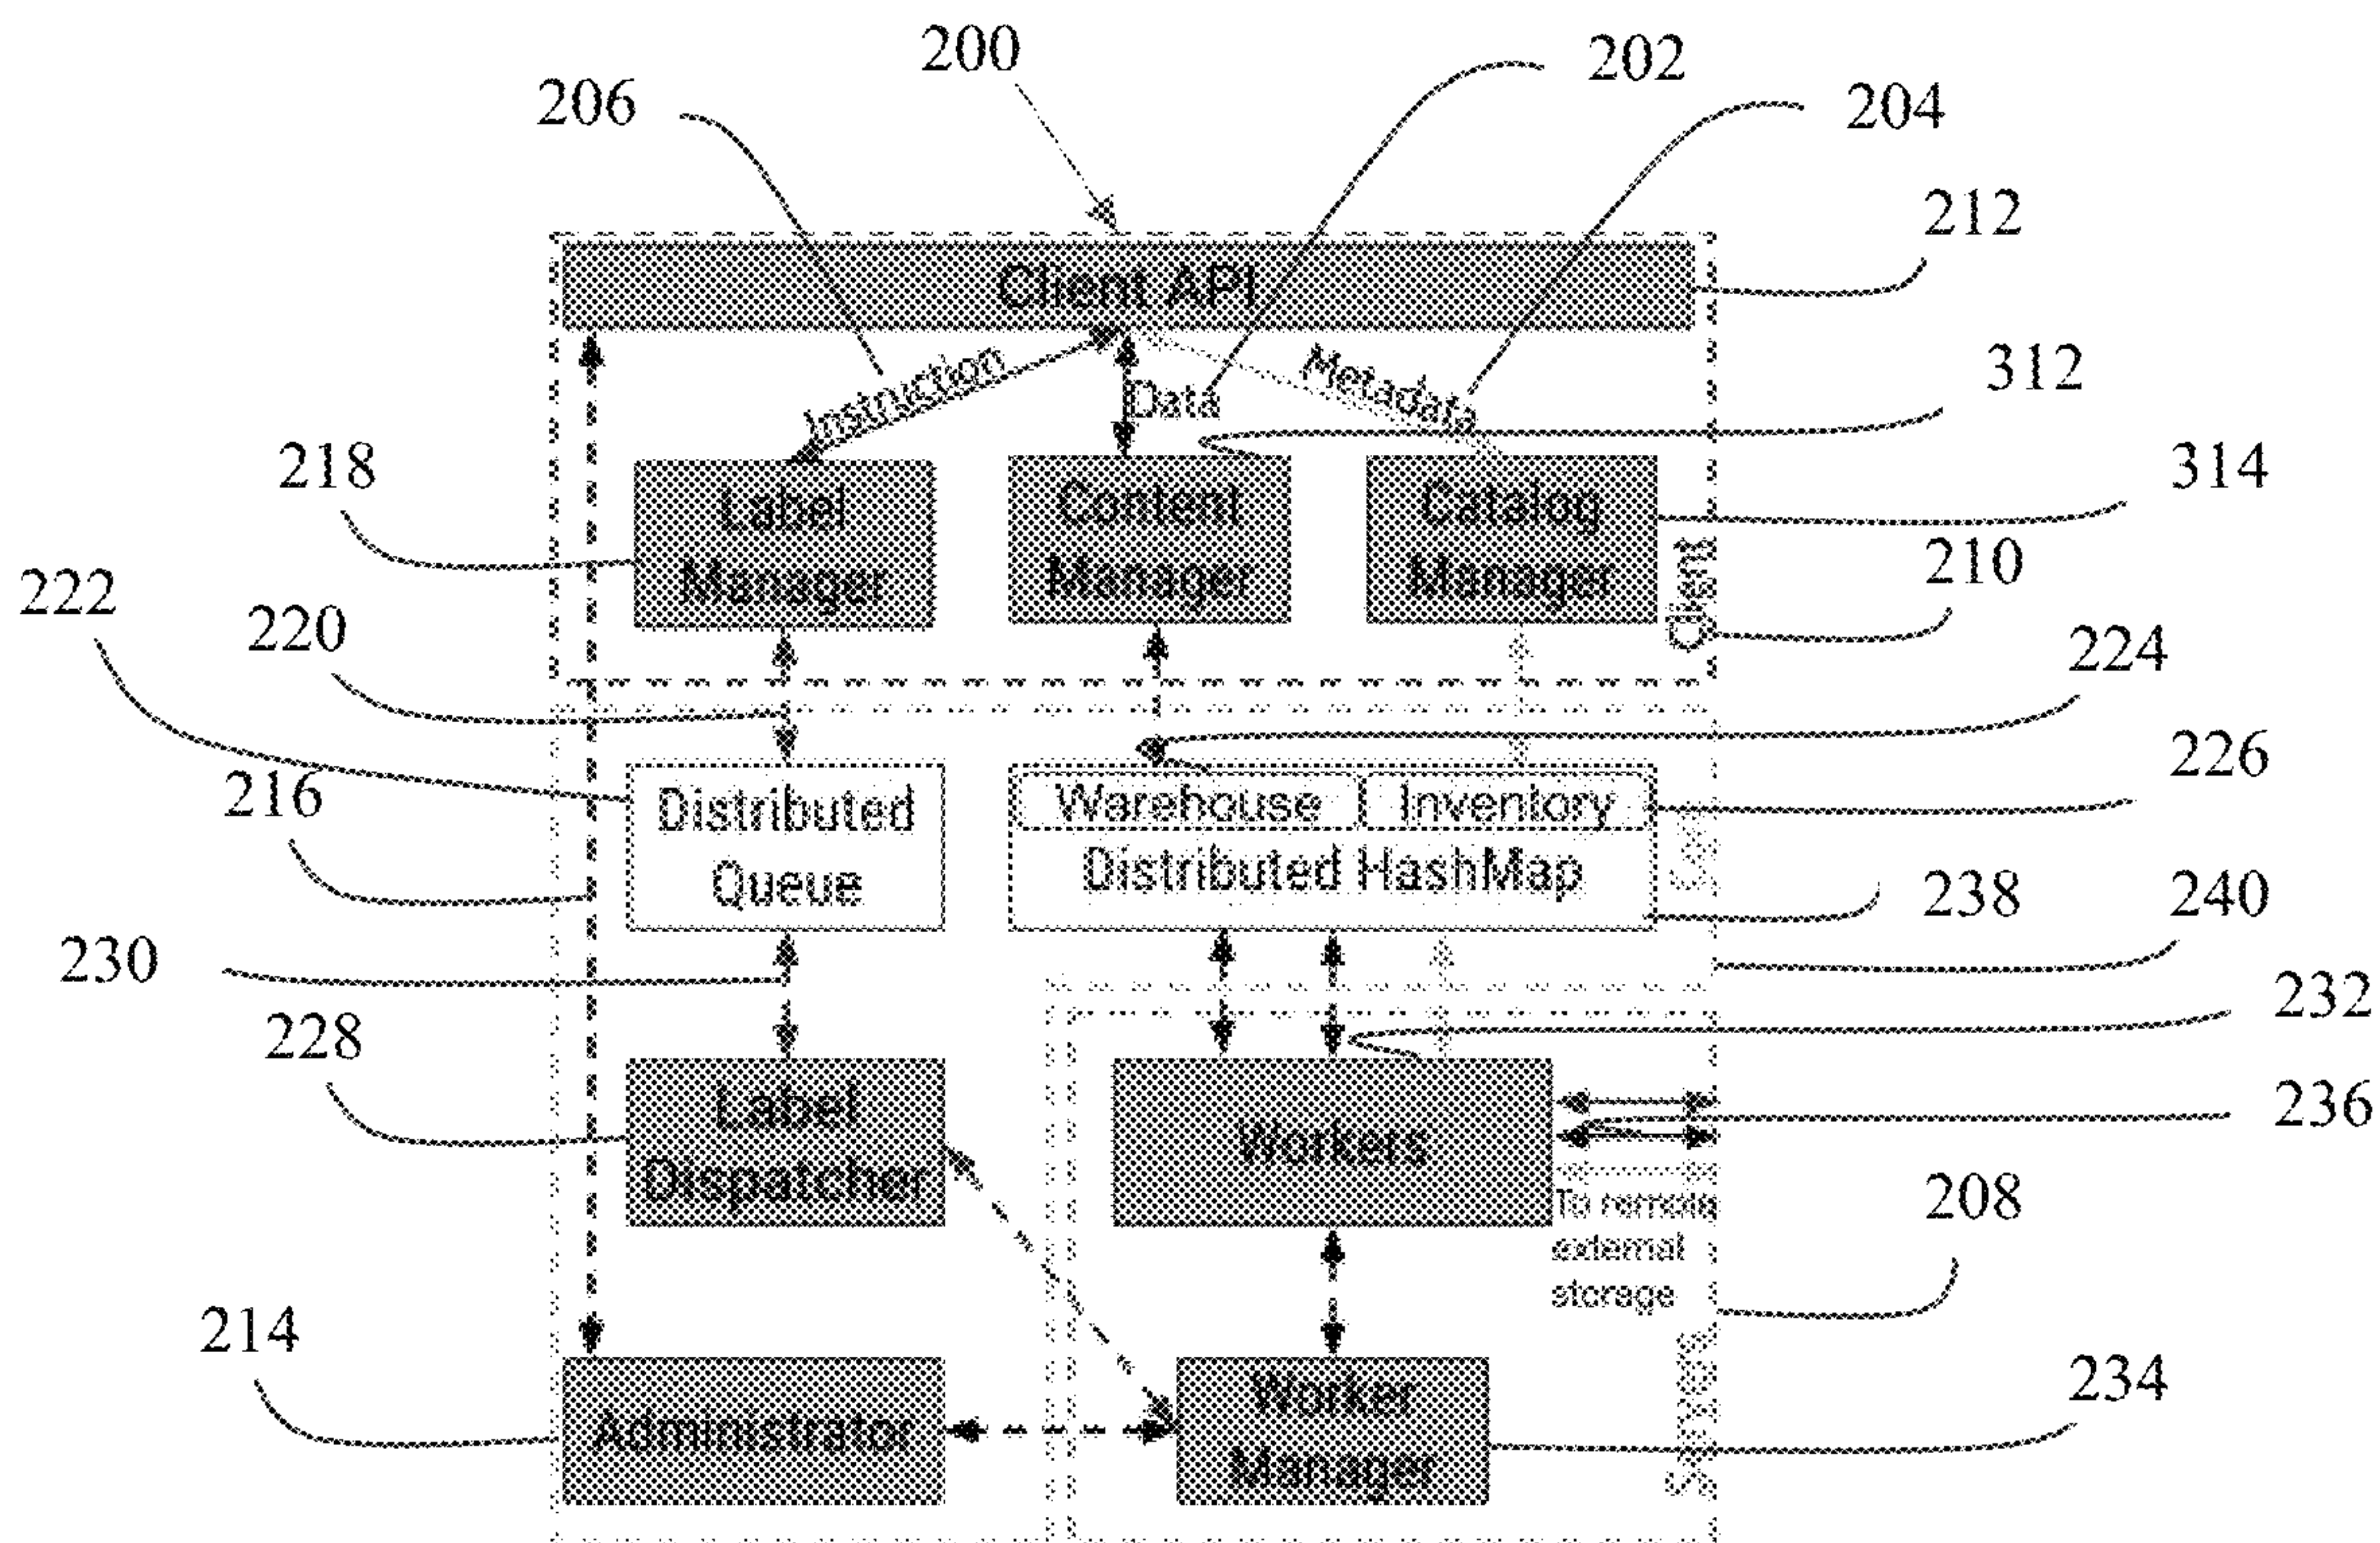 200
202
206
204
212
Client API
Instruction
Data
Metadata
312
218
314
Label
Manager
Content
Manager
Catalog
Manager
Client
210
222
220
224
226
216
Distributed
Queue
Warehouse
Inventory
Distributed HashMap
238
240
230
232
228
Label
Dispatcher
Workers
236
To remote
external
storage
208
214
Administrator
Worker
Manager
234